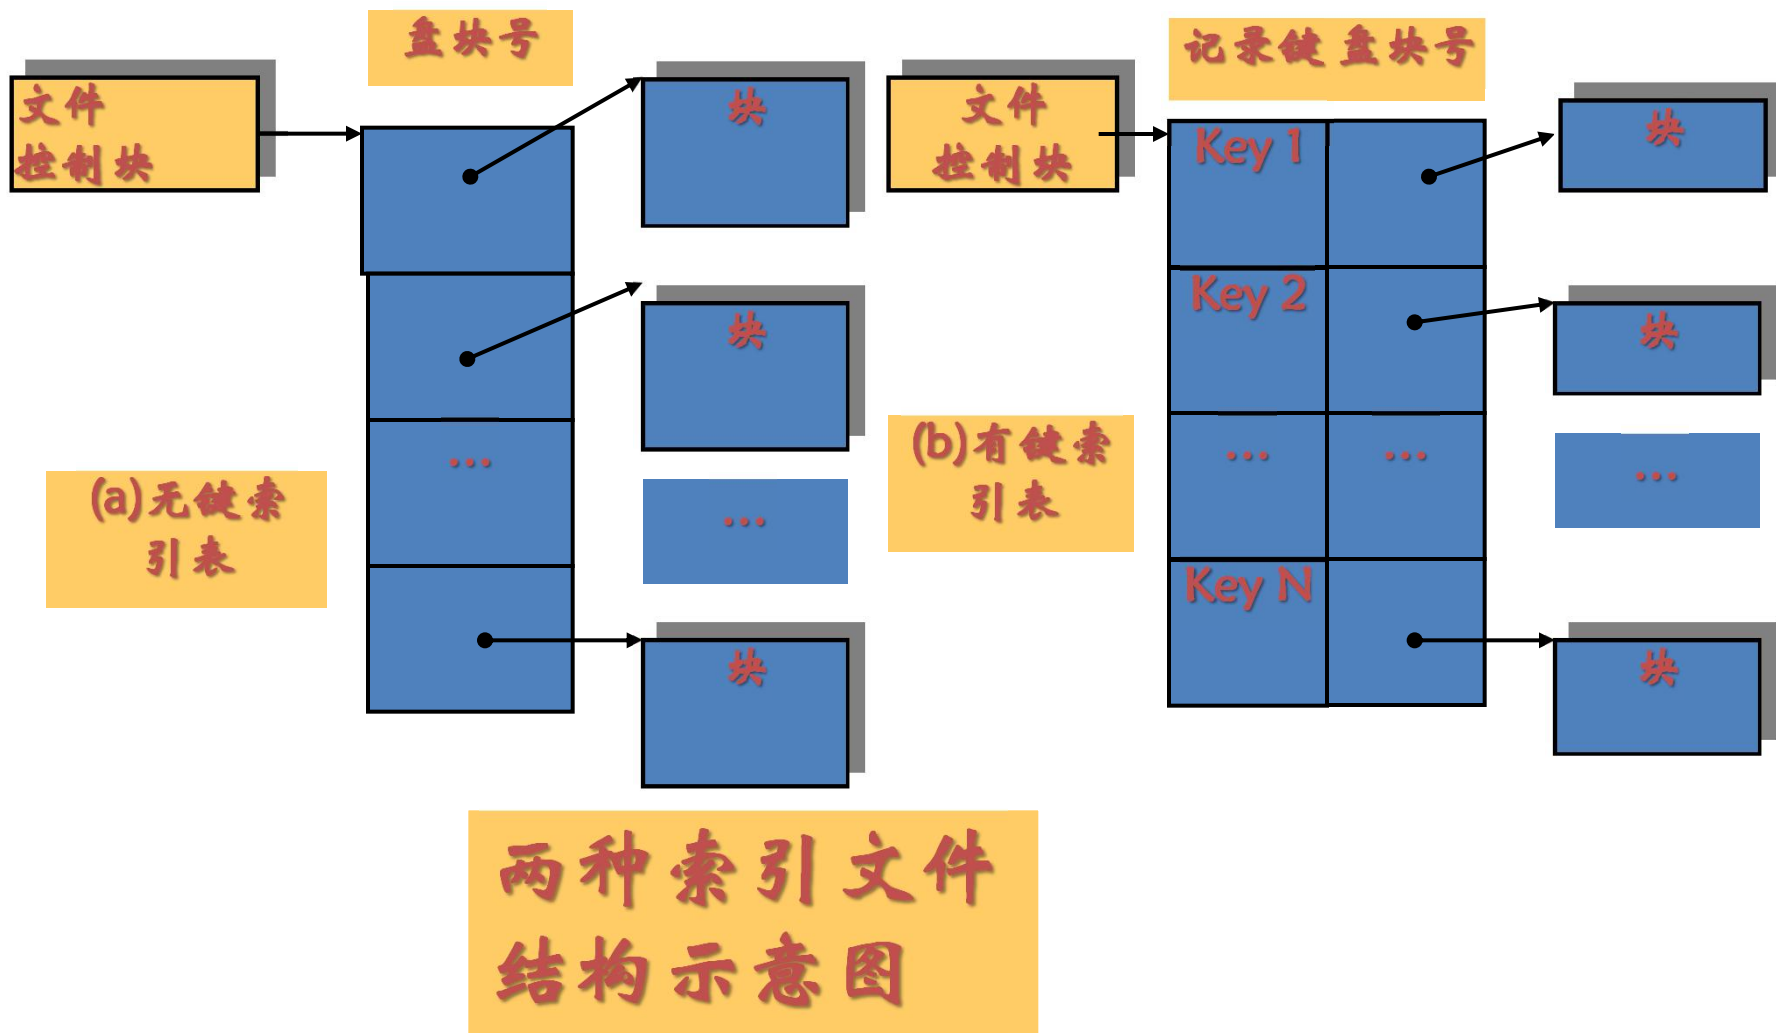 盘块号
文件
控制块
块
块
…
…
块
(a)无键索
引表
记录键 盘块号
文件
控制块
Key 1
块
Key 2
块
(b)有键索
引表
…
…
…
Key N
块
两种索引文件
结构示意图